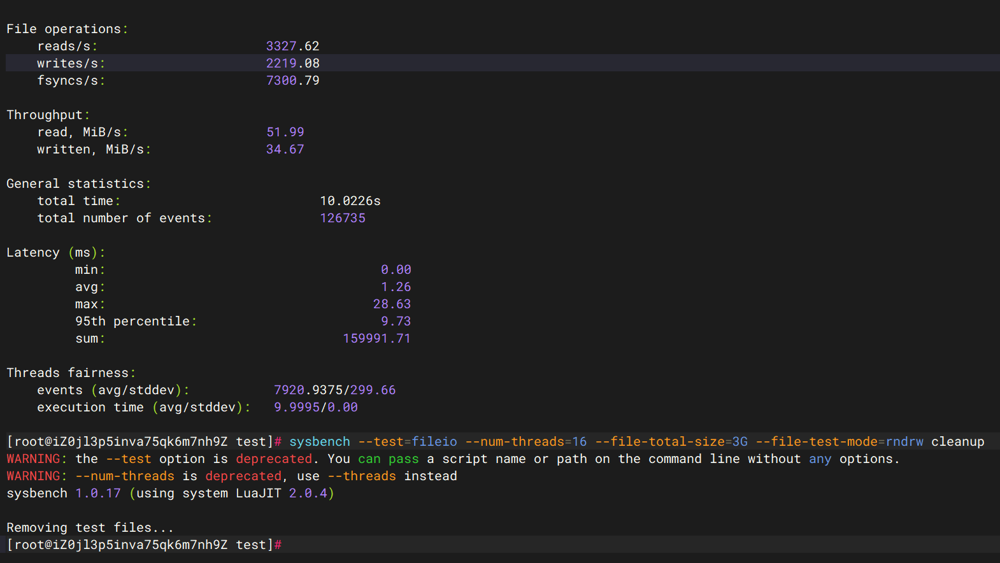 File operations:
reads/s: 3327.62
writes/s: 2219.08
fsyncs/s: 7300.79
Throughput:
read, MiB/s: 51.99
written, MiB/s: 34.67
General statistics:
total time: 10.0226s
total number of events: 126735
Latency (ms):
min: 0.00
avg: 1.26
max: 28.63
95th percentile: 9.73
sum: 159991.71
Threads fairness:
events (avg/stddev): 7920.9375/299.66
execution time (avg/stddev): 9.9995/0.00
[root@iZ0jl3p5inva75qk6m7nh9Z test]# sysbench --test=fileio --num-threads=16 --file-total-size=3G --file-test-mode=rndrw cleanup
WARNING: the --test option is deprecated. You can pass a script name or path on the command line without any options.
WARNING: --num-threads is deprecated, use --threads instead
sysbench 1.0.17 (using system LuaJIT 2.0.4)
Removing test files...
[root@iZ0jl3p5inva75qk6m7nh9Z test]#